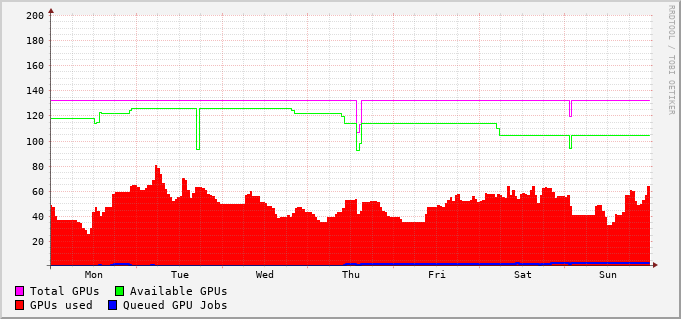 200
180
160
140
120
100
80
60
40
20
Mon Tue Wed Thu Fri Sat Sun
Total GPUs Available GPUs
GPUs used Queued GPU Jobs
RRDTOOL / TOBI OETIKER